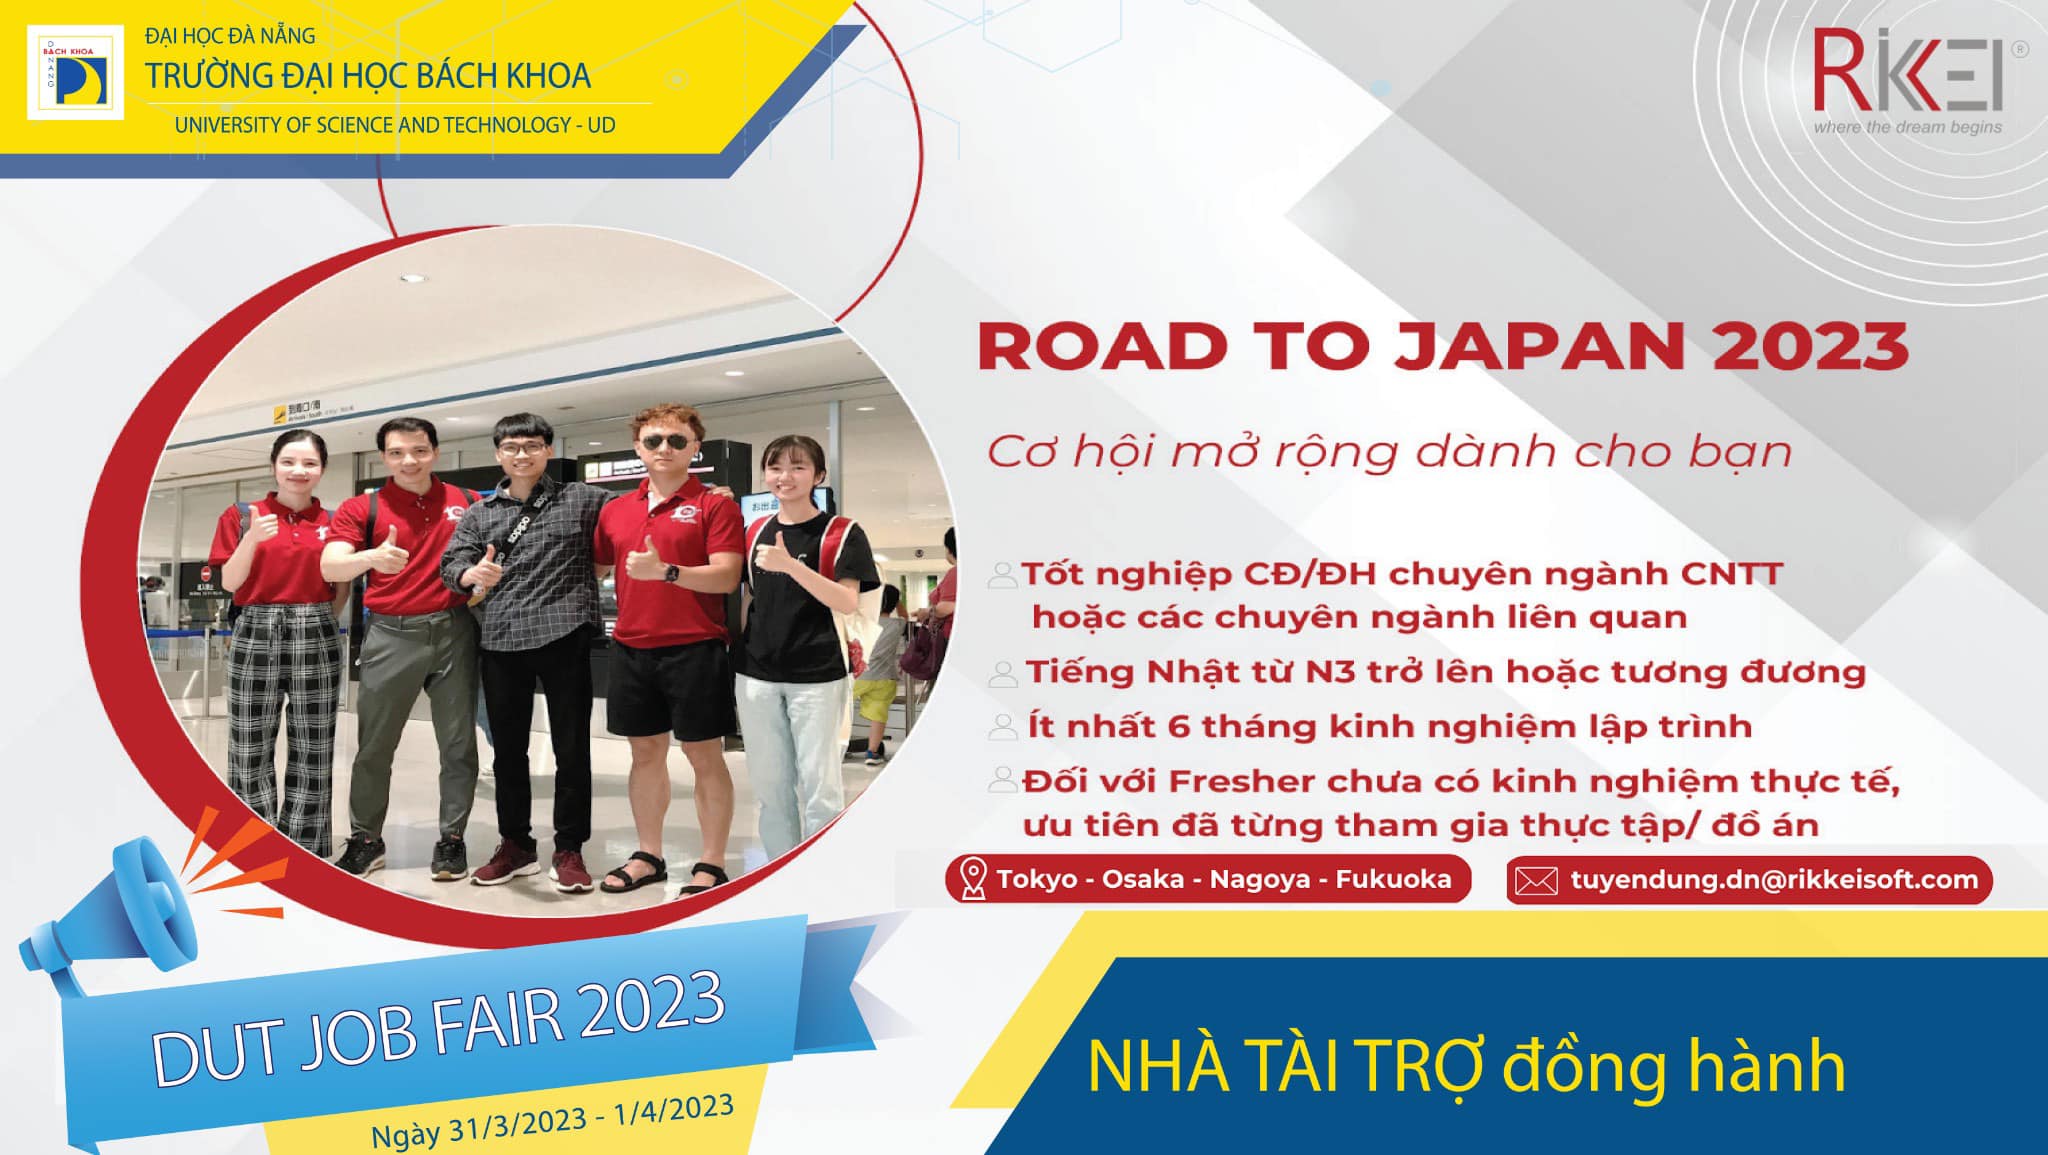 ĐẠI HỌC ĐÀ NẴNG
TRƯỜNG ĐẠI HỌC BÁCH KHOA
UNIVERSITY OF SCIENCE AND TECHNOLOGY - UD
BÁCH KHOA
DANANG
RIKKEI ®
where the dream begins
ROAD TO JAPAN 2023
Cơ hội mở rộng dành cho bạn
Tốt nghiệp CĐ/ĐH chuyên ngành CNTT
hoặc các chuyên ngành liên quan
Tiếng Nhật từ N3 trở lên hoặc tương đương
Ít nhất 6 tháng kinh nghiệm lập trình
Đối với Fresher chưa có kinh nghiệm thực tế,
ưu tiên đã từng tham gia thực tập/ đồ án
Tokyo - Osaka - Nagoya - Fukuoka
tuyendung.dn@rikkeisoft.com
DUT JOB FAIR 2023
Ngày 31/3/2023 - 1/4/2023
NHÀ TÀI TRỢ đồng hành